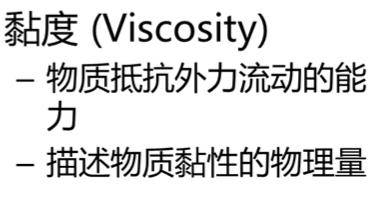 黏度 (Viscosity)
– 物质抵抗外力流动的能
力
– 描述物质黏性的物理量